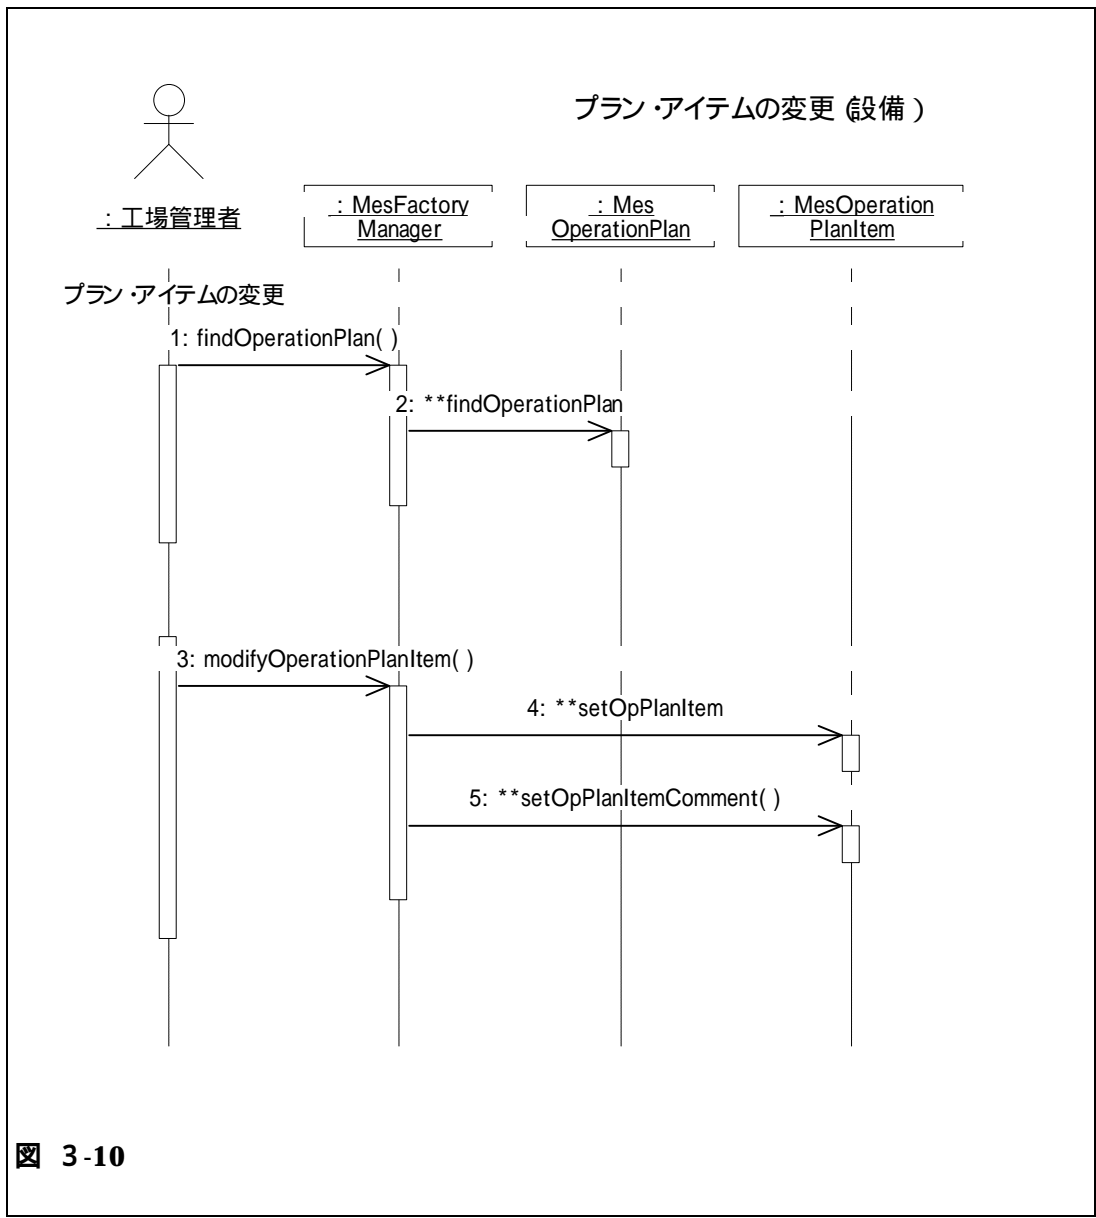 プラン・アイテムの変更(設備)
: 工場管理者
: MesFactory
Manager
: Mes
OperationPlan
: MesOperation
PlanItem
プラン・アイテムの変更
1: findOperationPlan( )
2: **findOperationPlan
3: modifyOperationPlanItem( )
4: **setOpPlanItem
5: **setOpPlanItemComment( )
図 3-10